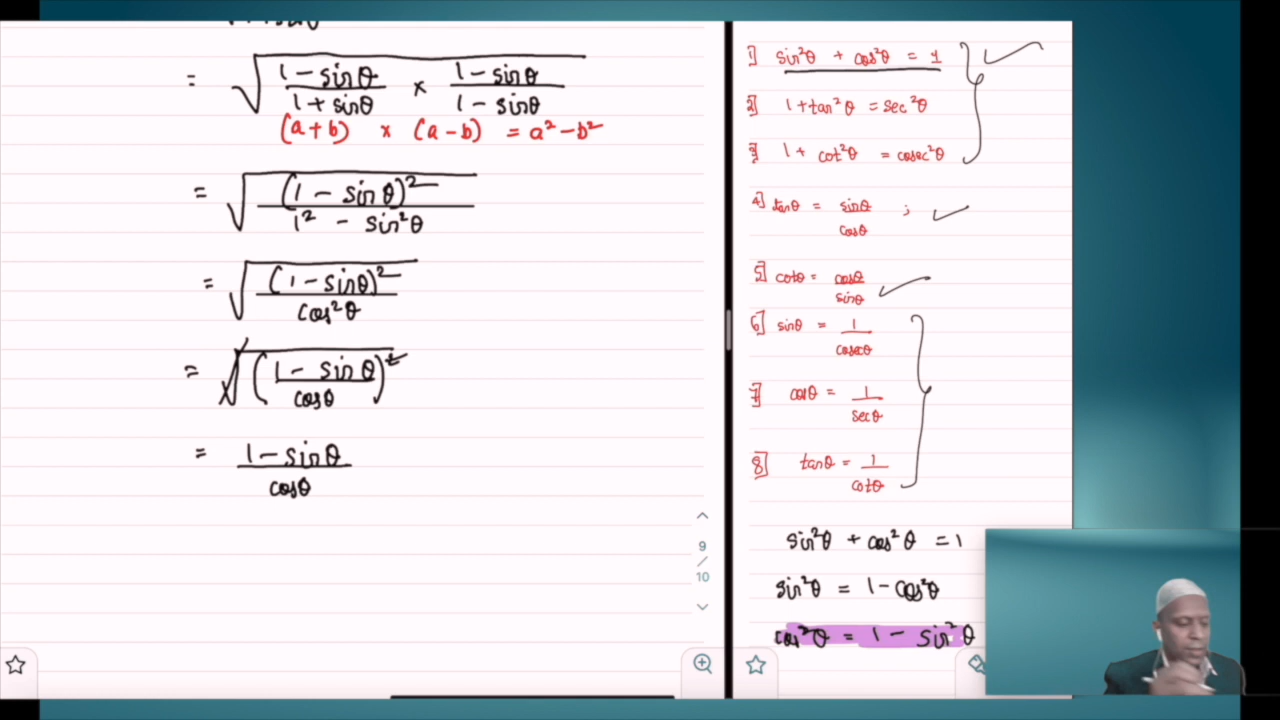 = √((1 - sinθ)/(1 + sinθ) × (1 - sinθ)/(1 - sinθ))
(a + b) × (a - b) = a² - b²
= √((1 - sinθ)²/(1² - sin²θ))
= √((1 - sinθ)²/cos²θ)
= √((1 - sinθ)/cosθ)²
= (1 - sinθ)/cosθ
9
/
10
1] sin²θ + cos²θ = 1
2] 1 + tan²θ = sec²θ
3] 1 + cot²θ = cosec²θ
4] tanθ = sinθ/cosθ ;
5] cotθ = cosθ/sinθ
6] sinθ = 1/cosecθ
7] cosθ = 1/secθ
8] tanθ = 1/cotθ
sin²θ + cos²θ = 1
sin²θ = 1 - cos²θ
cos²θ = 1 - sin²θ